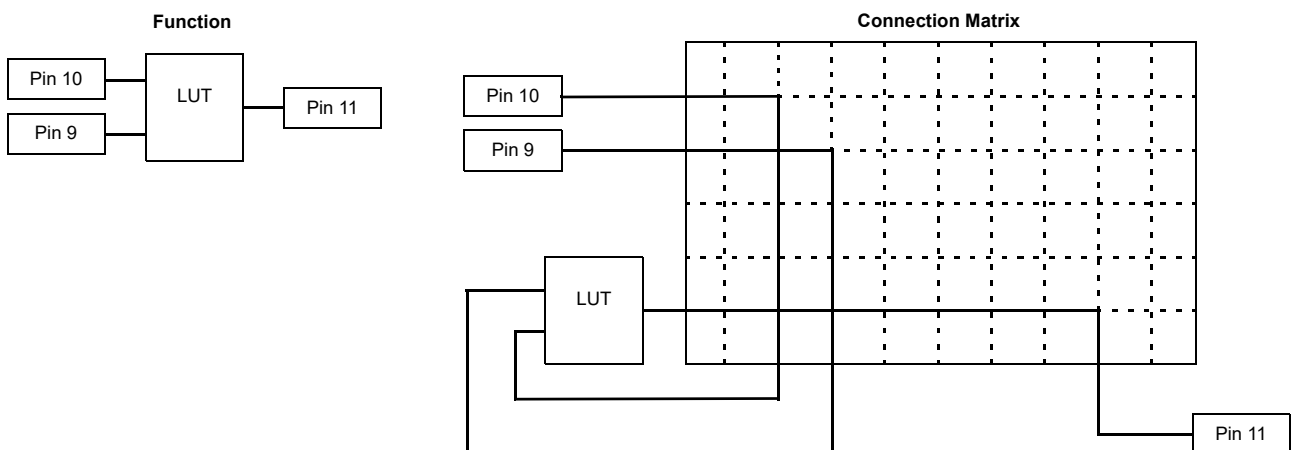 Function
Pin 10
LUT
Pin 11
Pin 9
Connection Matrix
Pin 10
Pin 9
LUT
Pin 11